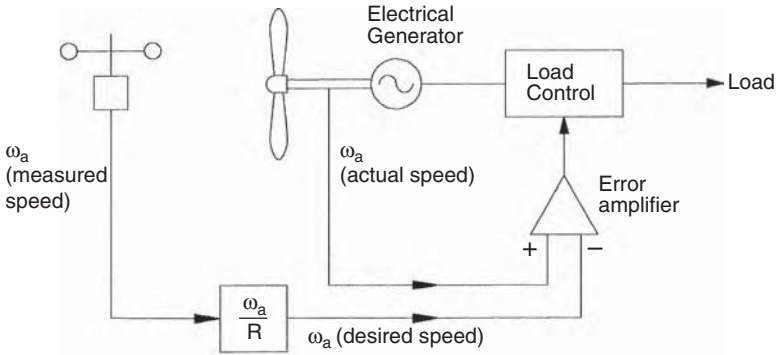 Electrical
Generator
Load
Control
Load
ωa
(measured
speed)
ωa
(actual speed)
Error
amplifier
+
−
ωa
R
ωa (desired speed)